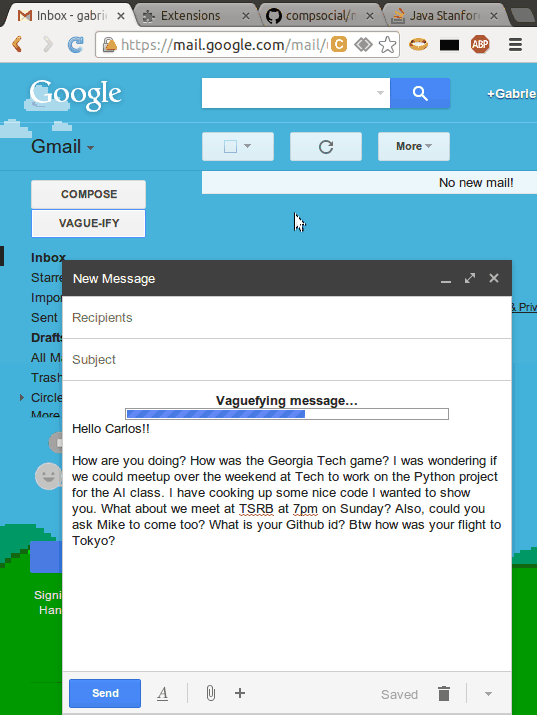 Inbox - gabri
Extensions
compsocial/
Java Stanfor
https://mail.google.com/mail/
C
ABP
Google
+Gabrie
Gmail
More
No new mail!
COMPOSE
VAGUE-IFY
Inbox
Starre
Impor
Sent
Drafts
All Ma
Trash
Circle
More
& Priv
Signi
Han
New Message
Recipients
Subject
Vaguefying message...
Hello Carlos!!
How are you doing? How was the Georgia Tech game? I was wondering if
we could meetup over the weekend at Tech to work on the Python project
for the AI class. I have cooking up some nice code I wanted to show
you. What about we meet at TSRB at 7pm on Sunday? Also, could you
ask Mike to come too? What is your Github id? Btw how was your flight to
Tokyo?
Send
A
Saved